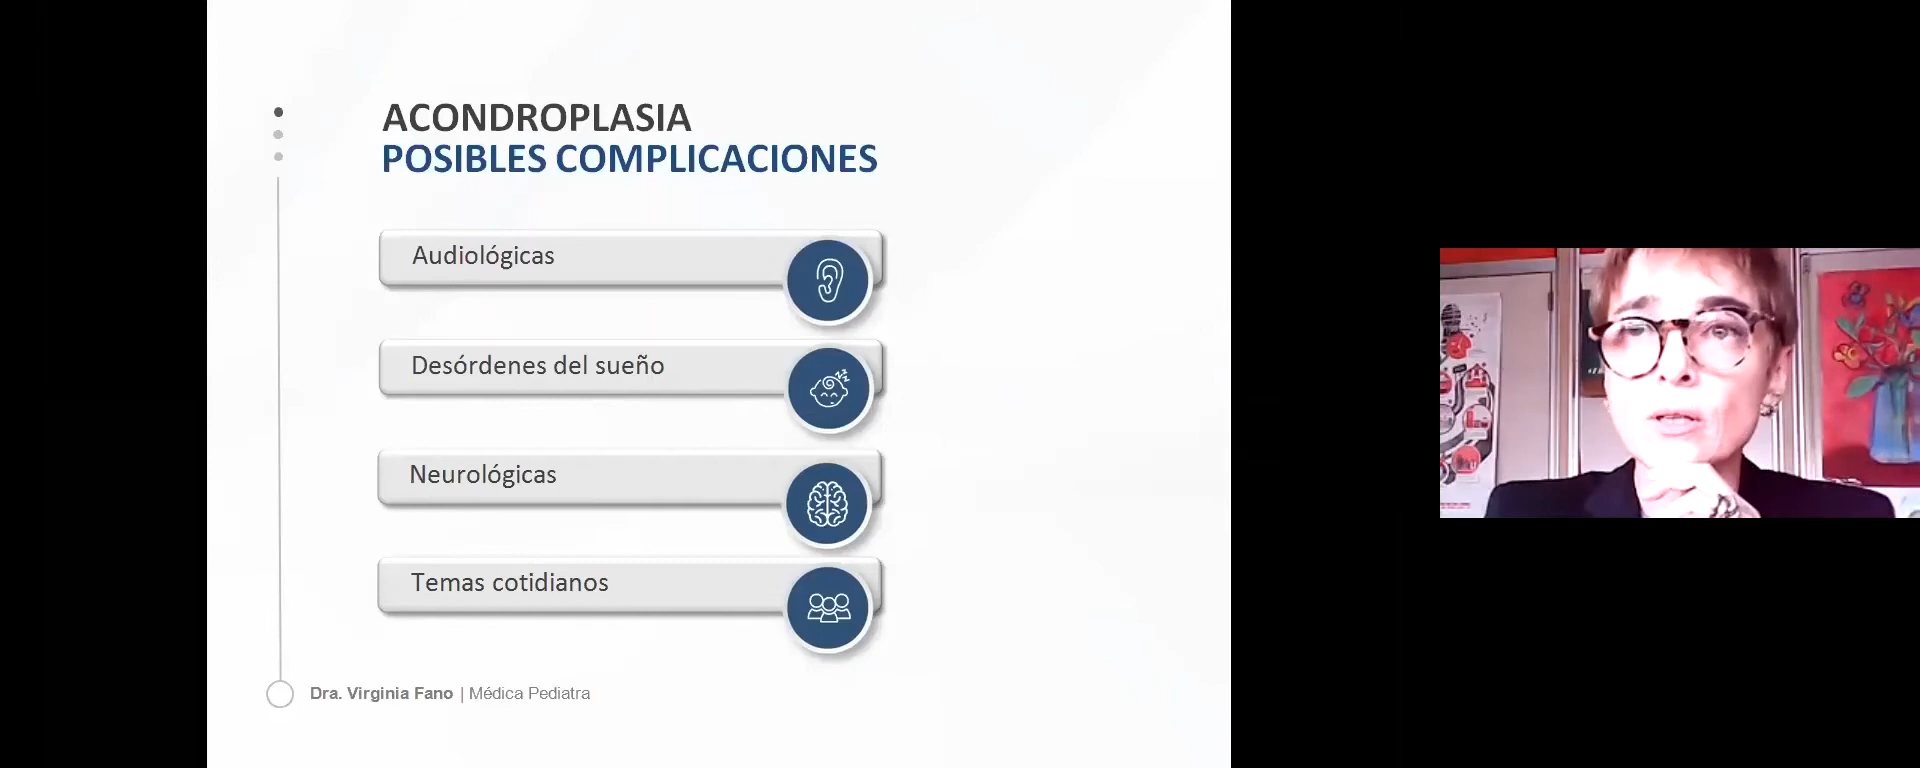 ACONDROPLASIA
POSIBLES COMPLICACIONES
Audiológicas
Desórdenes del sueño
Neurológicas
Temas cotidianos
Dra. Virginia Fano | Médica Pediatra